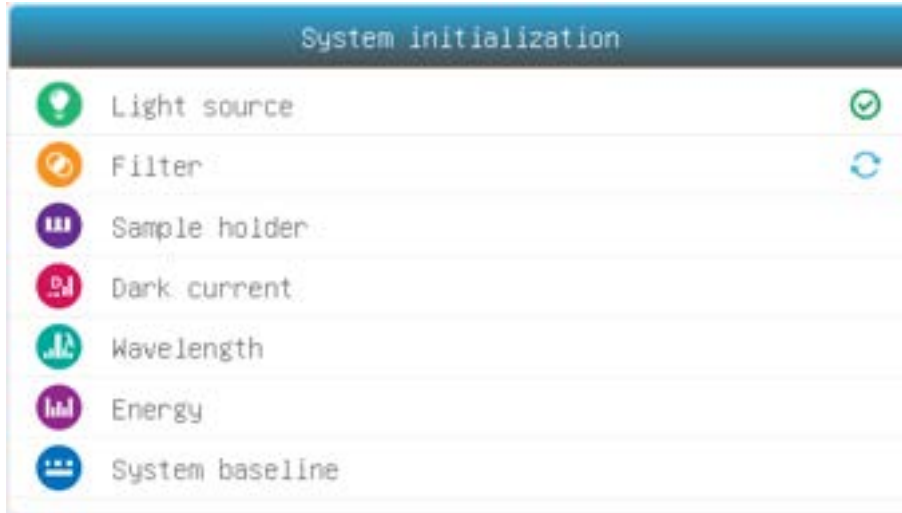 System initialization
Light source
Filter
Sample holder
Dark current
Wavelength
Energy
System baseline